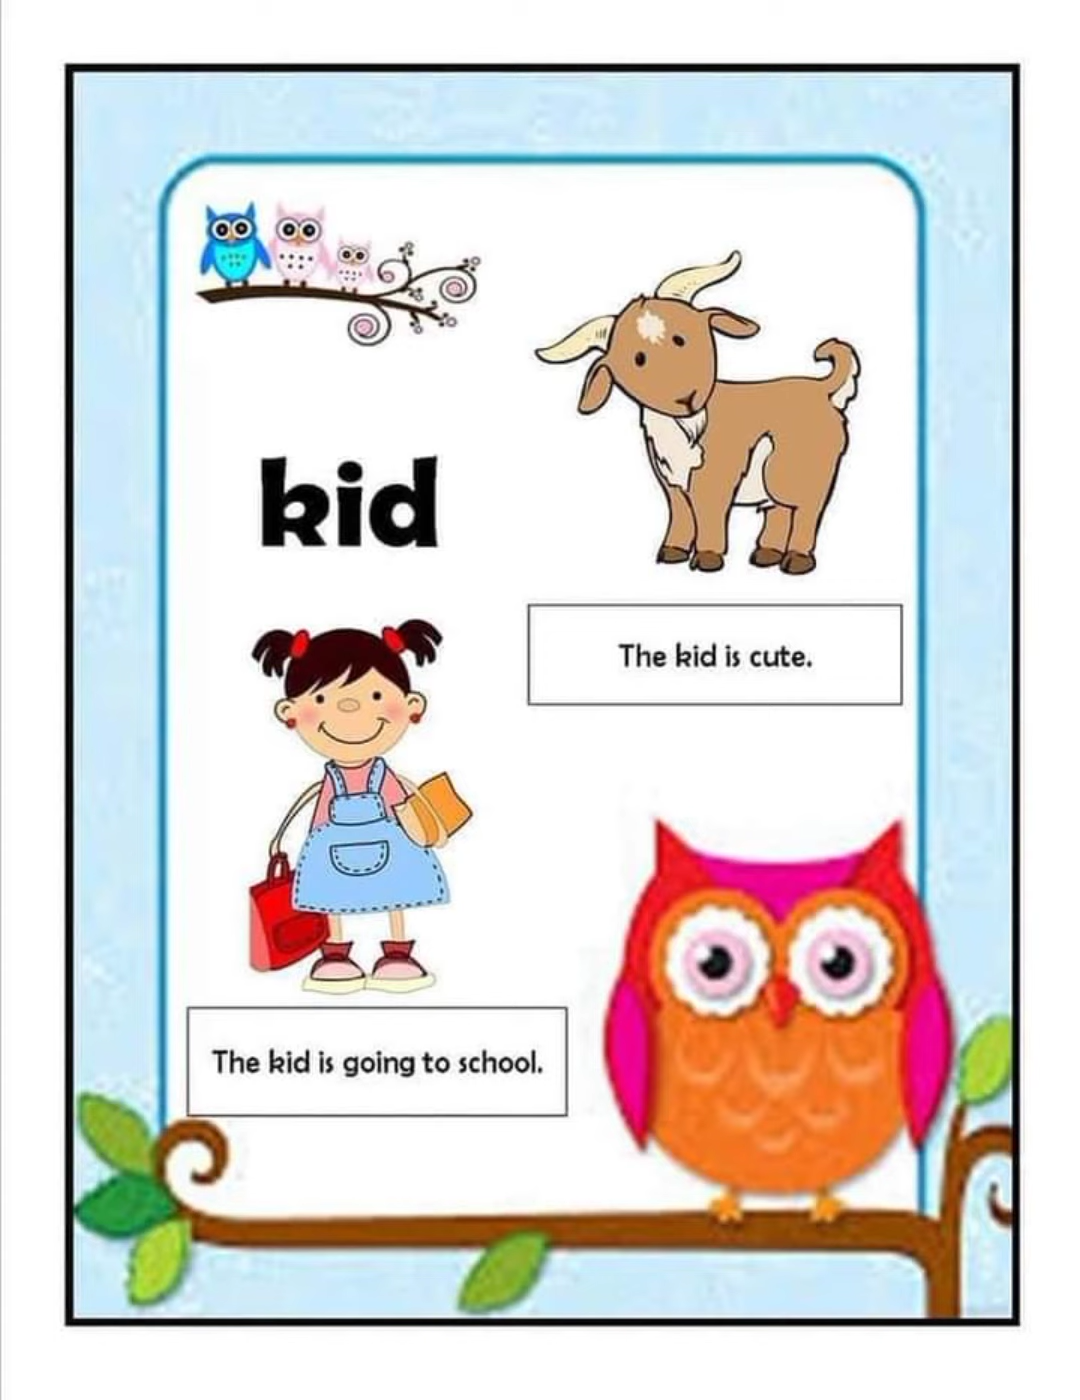 kid
The kid is cute.
The kid is going to school.